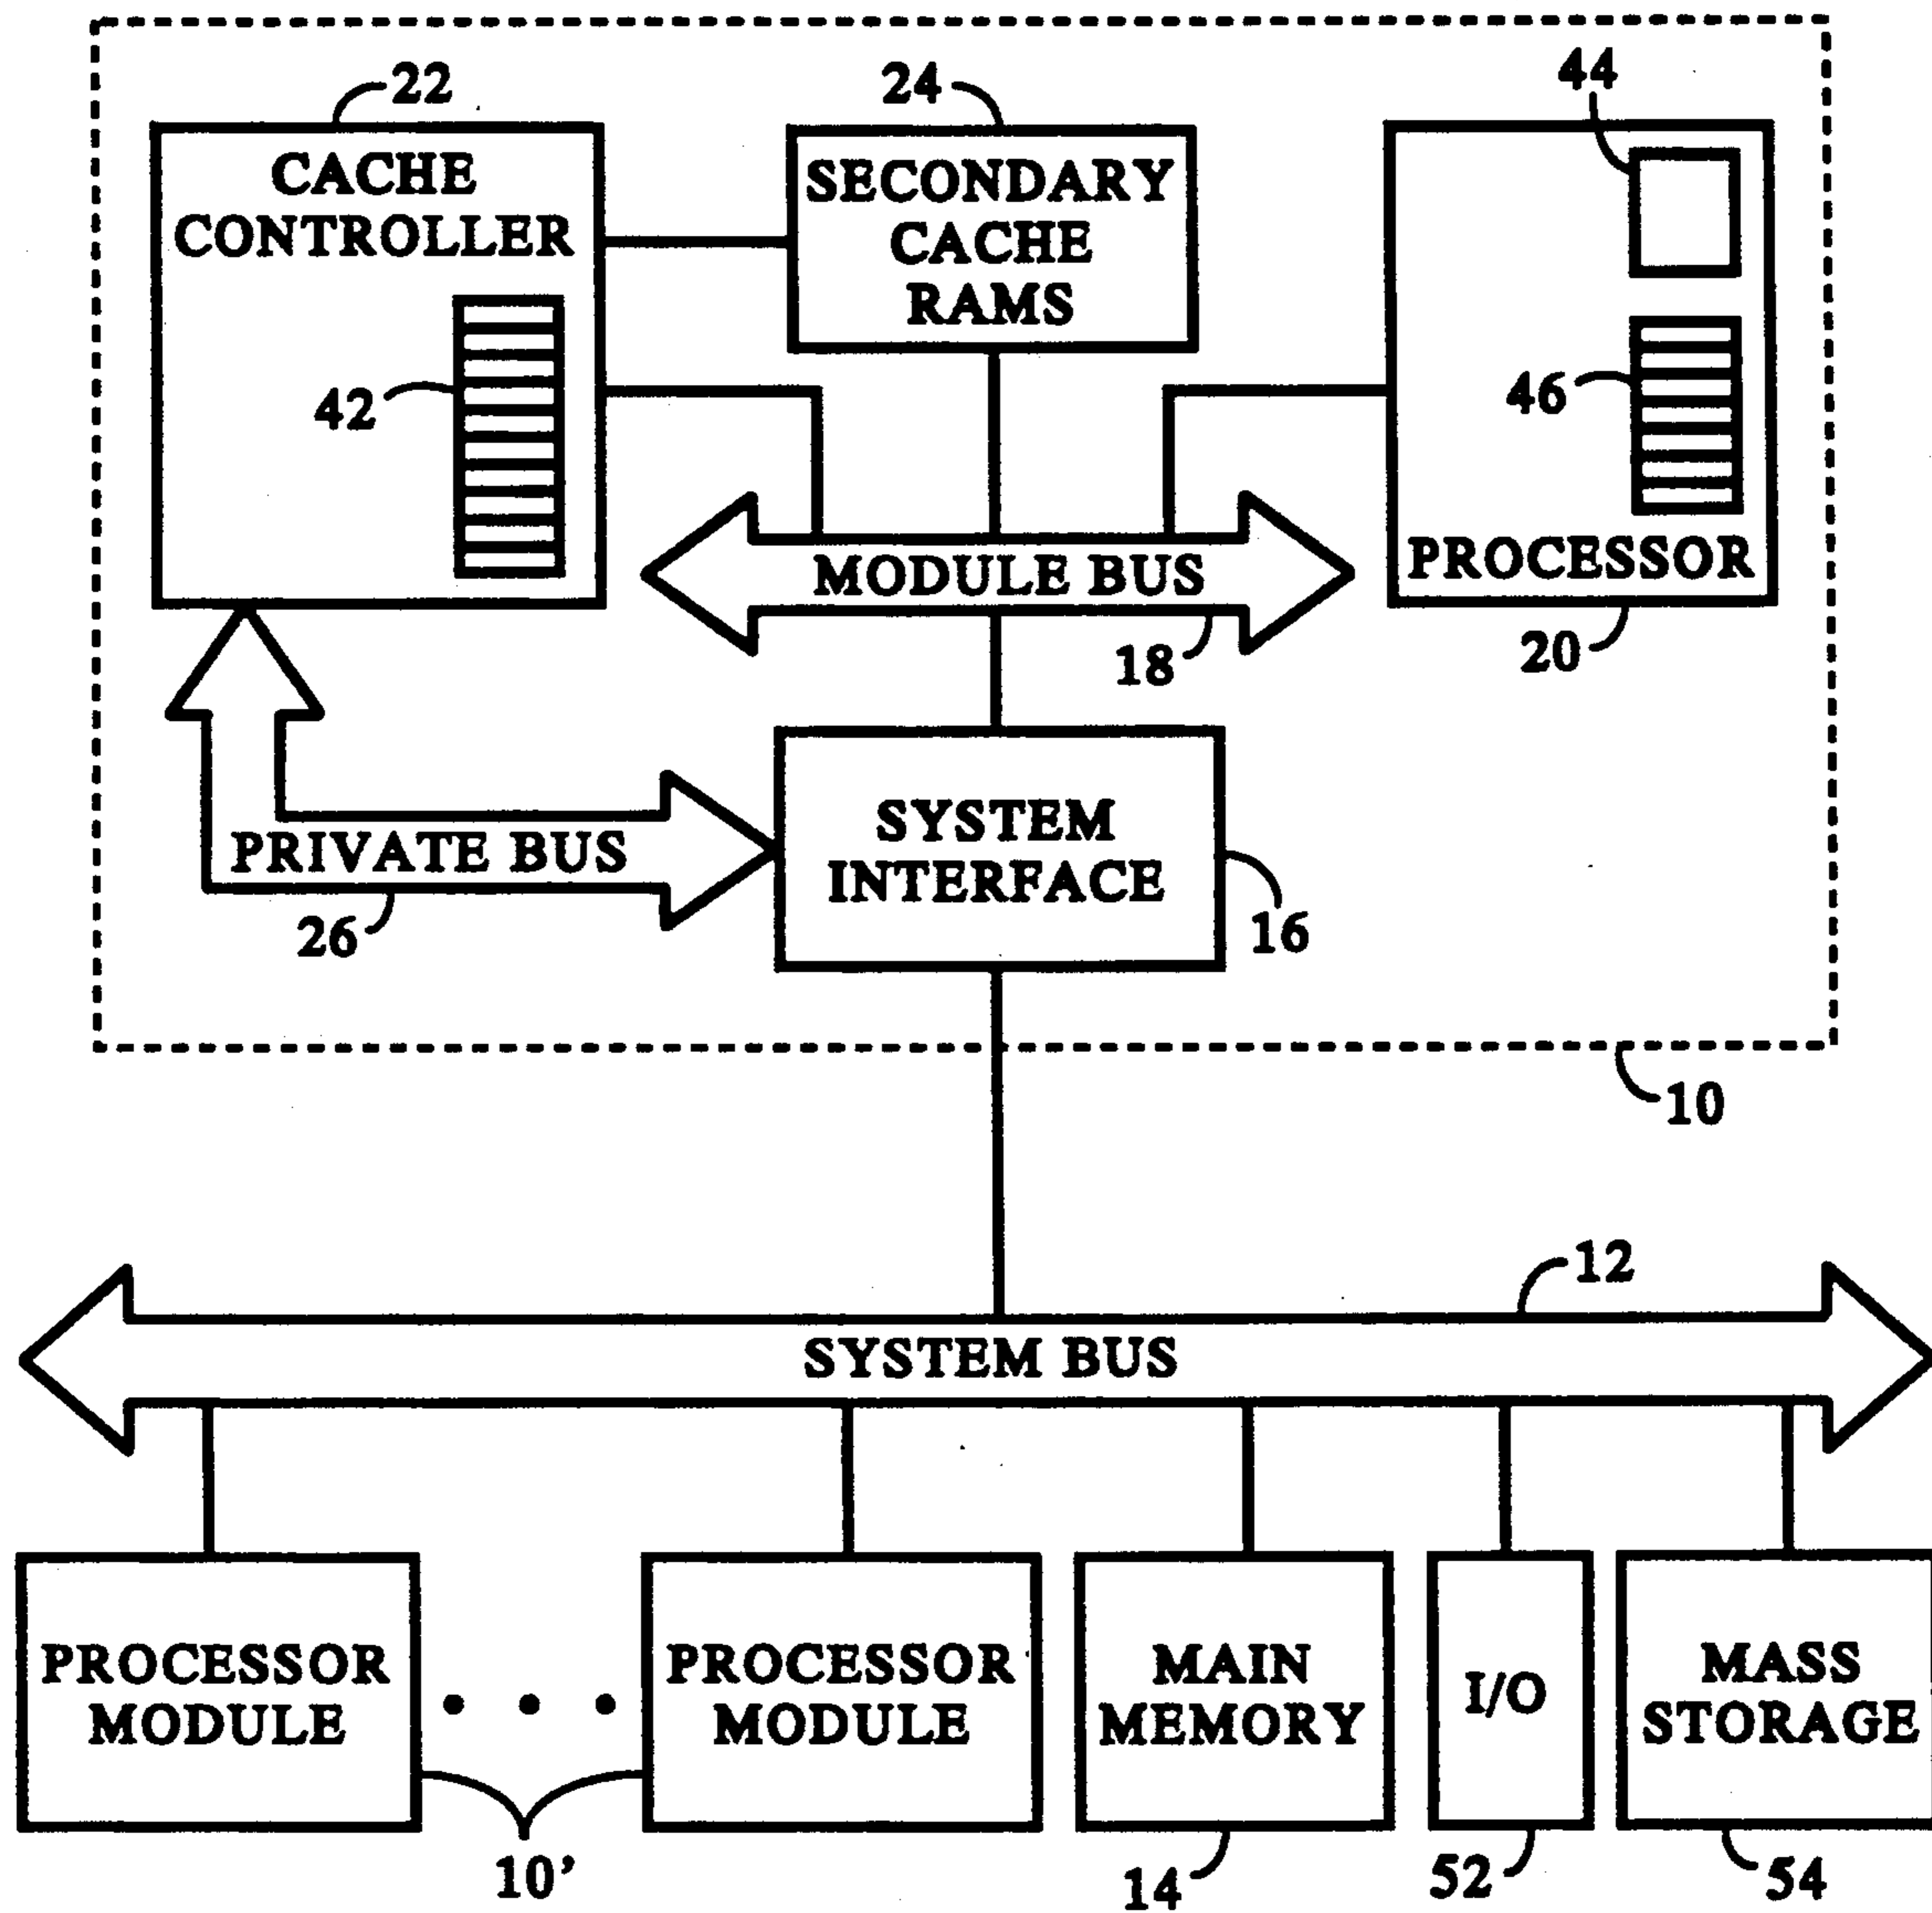 22
24
44
CACHE
CONTROLLER
SECONDARY
CACHE
RAMS
42
46
MODULE BUS
PROCESSOR
18
20
SYSTEM
INTERFACE
PRIVATE BUS
26
16
10
12
SYSTEM BUS
PROCESSOR
MODULE
PROCESSOR
MODULE
MAIN
MEMORY
I/O
MASS
STORAGE
10'
14
52
54